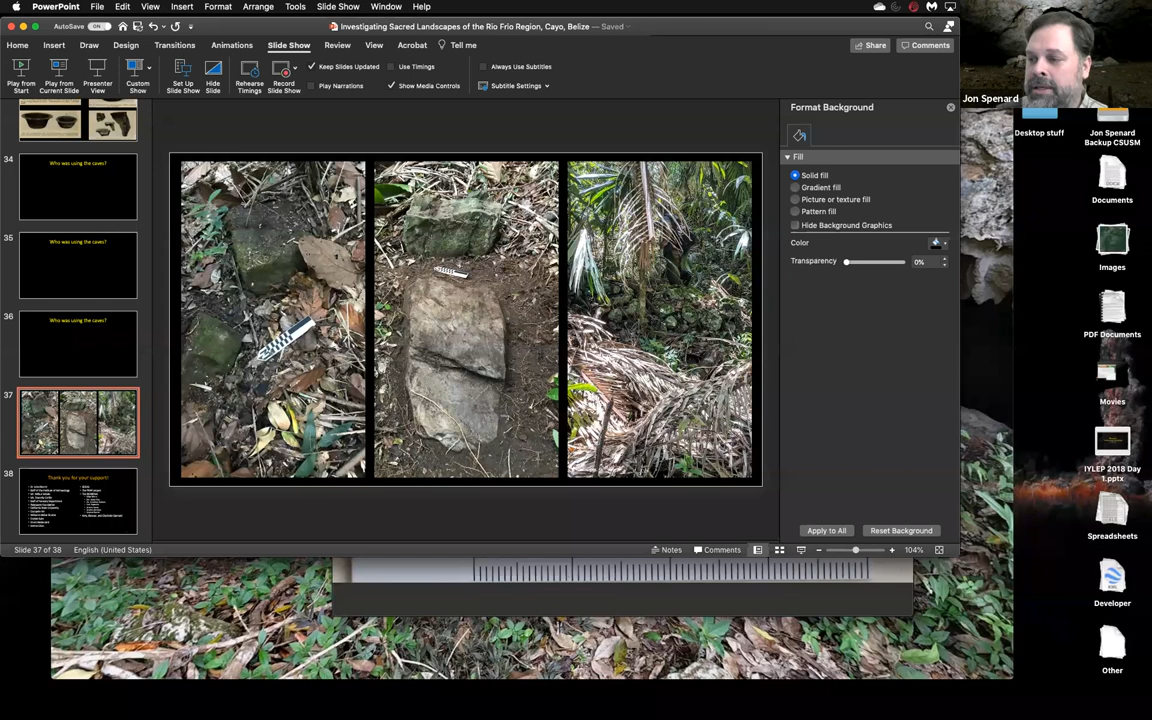 PowerPoint File Edit View Insert Format Arrange Tools Slide Show Window Help
AutoSave ON Investigating Sacred Landscapes of the Rio Frio Region, Cayo, Belize — Saved
Home Insert Draw Design Transitions Animations Slide Show Review View Acrobat Tell me Share Comments
Play from Start
Play from Current Slide
Presenter View
Custom Show
Set Up Slide Show
Hide Slide
Rehearse Timings
Record Slide Show
Keep Slides Updated Use Timings Always Use Subtitles
Play Narrations Show Media Controls Subtitle Settings
Jon Spenard
34
Who was using the caves?
35
Who was using the caves?
36
Who was using the caves?
37
38
Thank you for your support!
Format Background
Fill
Solid fill
Gradient fill
Picture or texture fill
Pattern fill
Hide Background Graphics
Color
Transparency 0%
Apply to All Reset Background
Slide 37 of 38 English (United States) Notes Comments 104%
Desktop stuff
Jon Spenard Backup CSUSM
Documents
Images
PDF Documents
Movies
IYLEP 2018 Day 1.pptx
Spreadsheets
Developer
Other